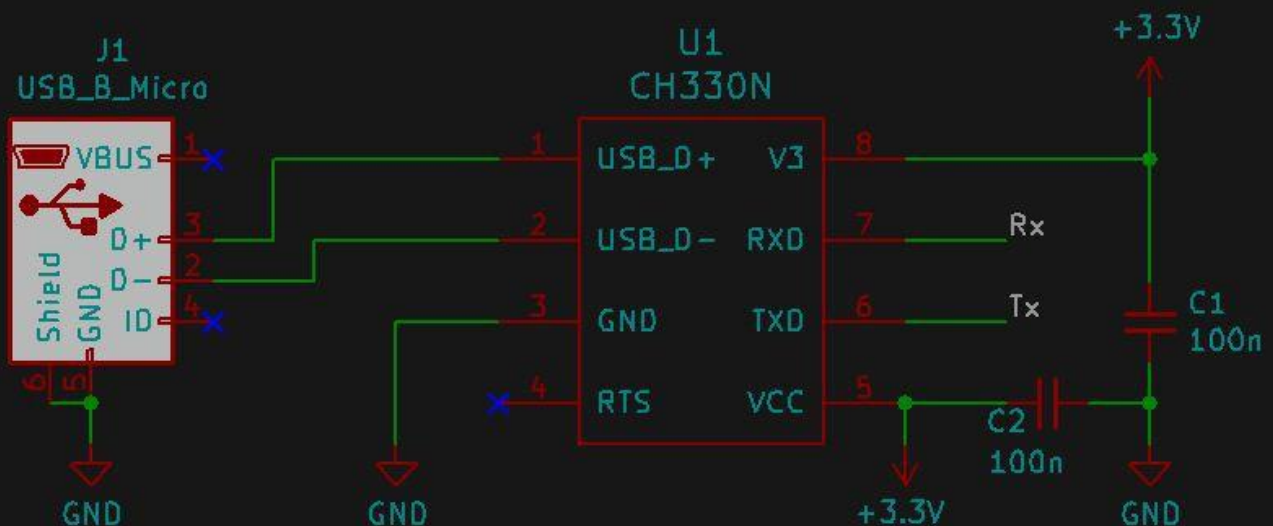 J1
USB_B_Micro
VBUS
1
D+
3
D-
2
ID
4
Shield
GND
6
5
GND
U1
CH330N
1
USB_D+
V3
8
2
USB_D-
RXD
7
Rx
3
GND
TXD
6
Tx
4
RTS
VCC
5
GND
+3.3V
C1
100n
C2
100n
+3.3V
GND